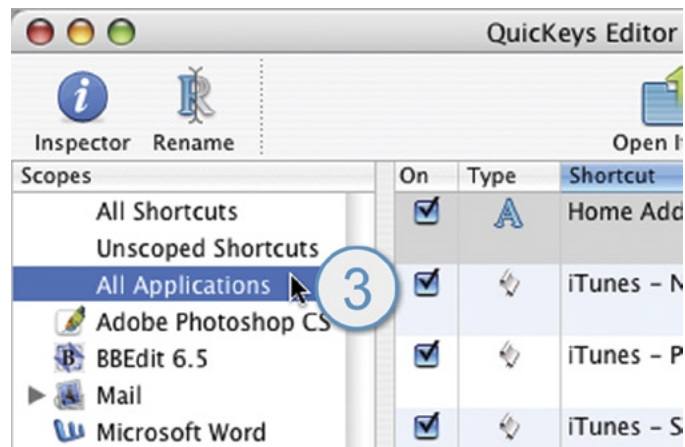 QuicKeys Editor
Inspector Rename Open I
Scopes On Type Shortcut
All Shortcuts Home Add
Unscoped Shortcuts
All Applications 3 iTunes – N
Adobe Photoshop CS
BBEdit 6.5 iTunes – P
Mail
Microsoft Word iTunes – S